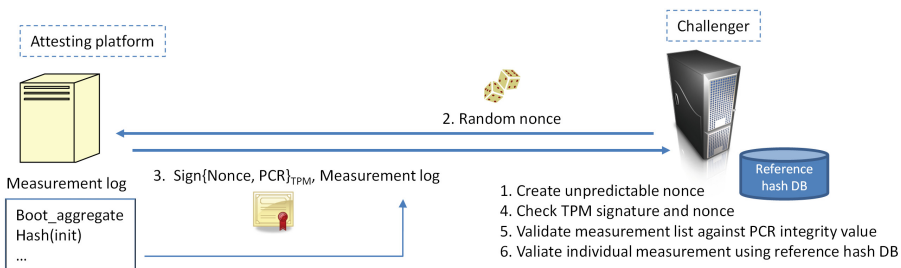 Attesting platform
Challenger
2. Random nonce
3. Sign{Nonce, PCR}TPM, Measurement log
Reference
hash DB
Measurement log
Boot_aggregate
Hash(init)
...
1. Create unpredictable nonce
4. Check TPM signature and nonce
5. Validate measurement list against PCR integrity value
6. Valiate individual measurement using reference hash DB